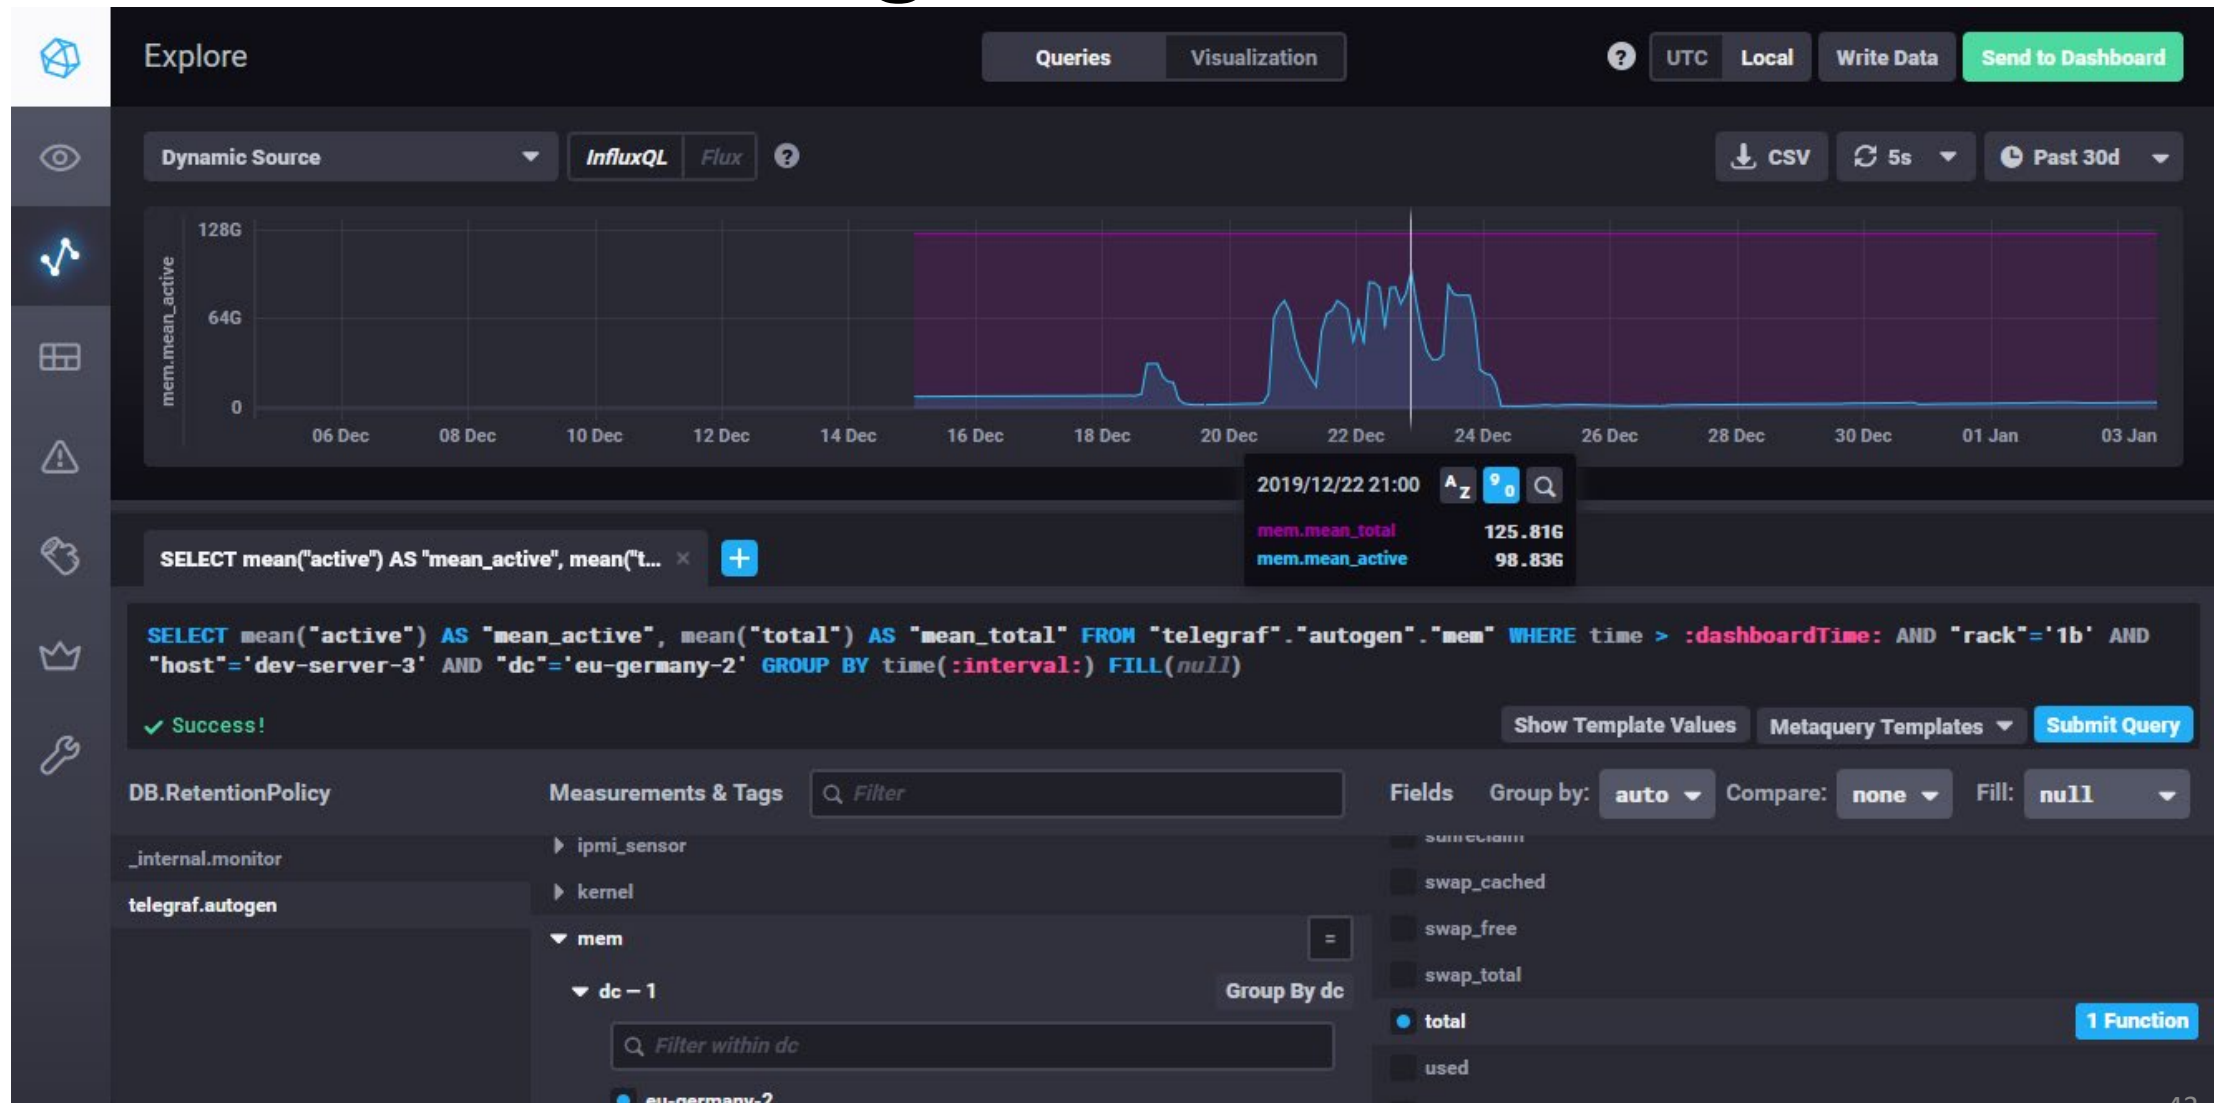 Explore
Queries
Visualization
?
UTC
Local
Write Data
Send to Dashboard
Dynamic Source
InfluxQL
Flux
?
CSV
5s
Past 30d
mem.mean_active
128G
64G
0
06 Dec
08 Dec
10 Dec
12 Dec
14 Dec
16 Dec
18 Dec
20 Dec
22 Dec
24 Dec
26 Dec
28 Dec
30 Dec
01 Jan
03 Jan
2019/12/22 21:00
A Z
9 0
mem.mean_total 125.81G
mem.mean_active 98.83G
SELECT mean("active") AS "mean_active", mean("t... ×
+
SELECT mean("active") AS "mean_active", mean("total") AS "mean_total" FROM "telegraf"."autogen"."mem" WHERE time > :dashboardTime: AND "rack"='1b' AND
"host"='dev-server-3' AND "dc"='eu-germany-2' GROUP BY time(:interval:) FILL(null)
Success!
Show Template Values
Metaquery Templates
Submit Query
DB.RetentionPolicy
_internal.monitor
telegraf.autogen
Measurements & Tags
Filter
ipmi_sensor
kernel
mem
=
dc — 1
Group By dc
Filter within dc
eu-germany-2
Fields
Group by: auto
Compare: none
Fill: null
sunreclaim
swap_cached
swap_free
swap_total
total
1 Function
used